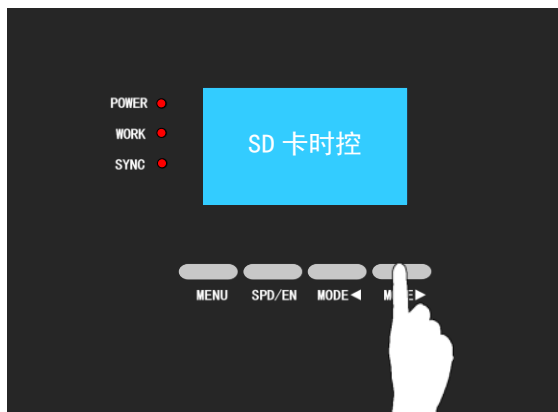 POWER
WORK
SYNC
SD 卡时控
MENU SPD/EN MODE◀ M E▶